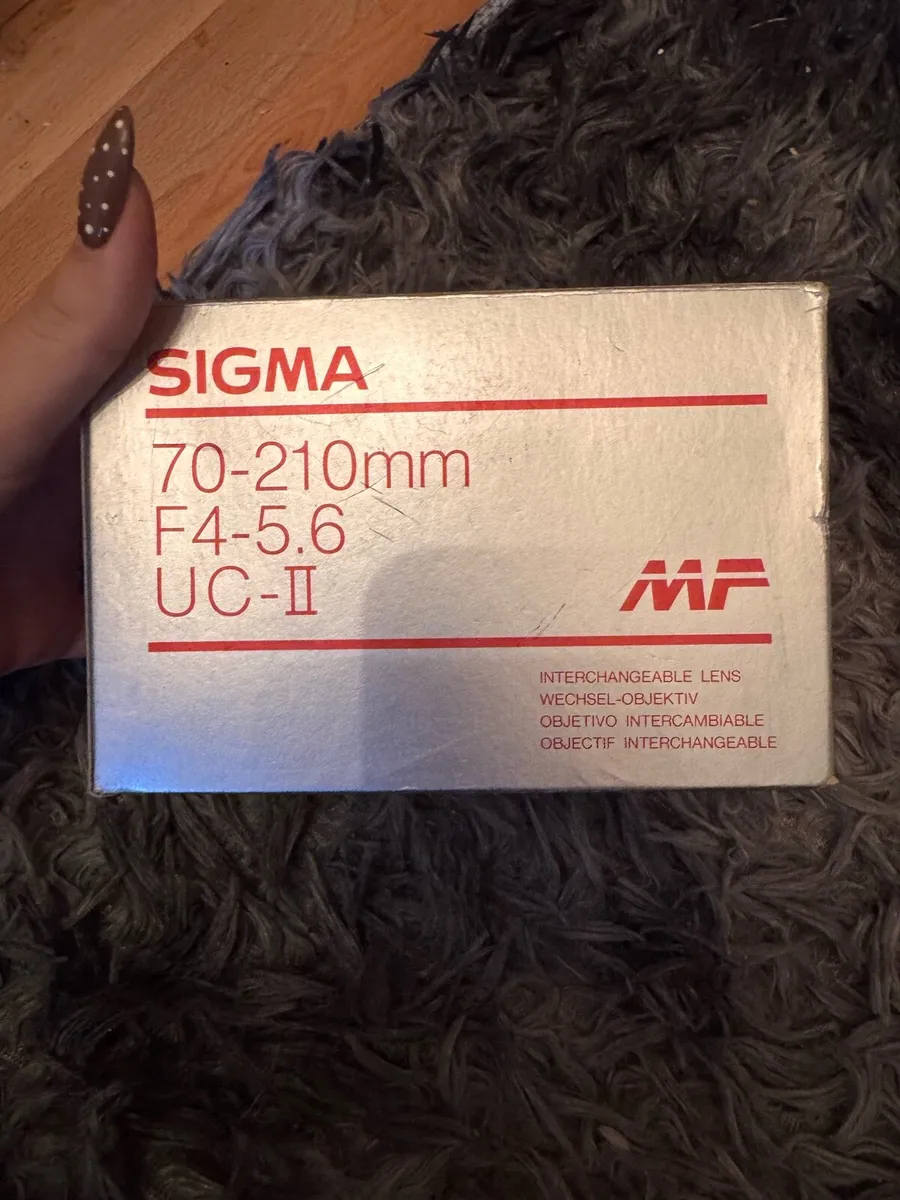 SIGMA
70-210mm
F4-5.6
UC-II
MF
INTERCHANGEABLE LENS
WECHSEL-OBJEKTIV
OBJETIVO INTERCAMBIABLE
OBJECTIF INTERCHANGEABLE